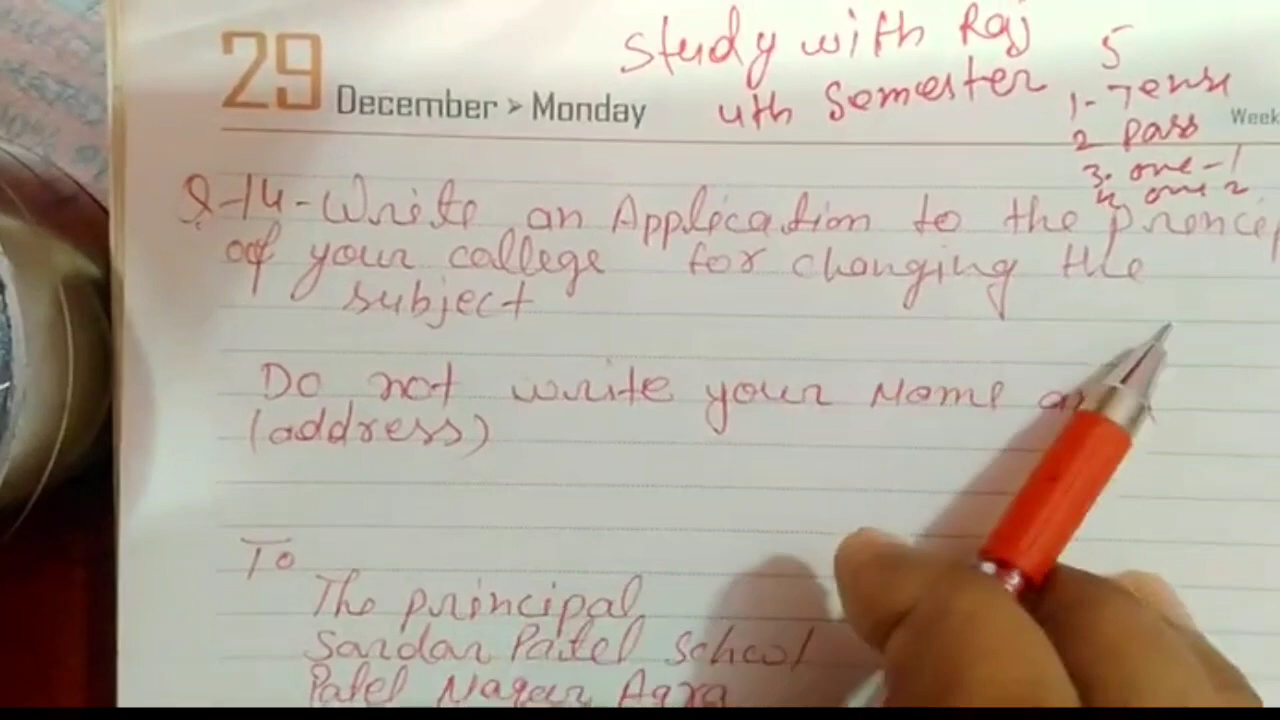 29 December > Monday
Study with Raj
4th Semester
5
1- Tense
2 pass
3. one-1
4. one 2
Week
Q-14-Write an Application to the princip
of your college for changing the
subject
Do not write your Name
(address)
To
The principal
Sardar Patel School
Patel Nagar Agra